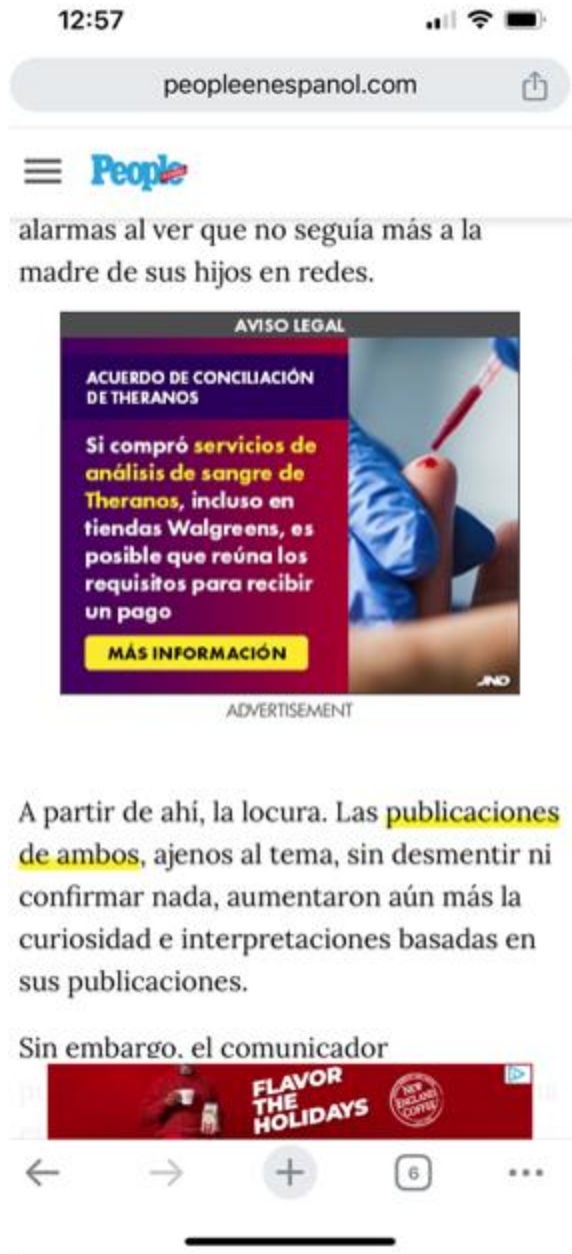 12:57
peopleenespanol.com
People
alarmas al ver que no seguía más a la
madre de sus hijos en redes.
AVISO LEGAL
ACUERDO DE CONCILIACIÓN
DE THERANOS
Si compró servicios de
análisis de sangre de
Theranos, incluso en
tiendas Walgreens, es
posible que reúna los
requisitos para recibir
un pago
MÁS INFORMACIÓN
JND
ADVERTISEMENT
A partir de ahí, la locura. Las publicaciones
de ambos, ajenos al tema, sin desmentir ni
confirmar nada, aumentaron aún más la
curiosidad e interpretaciones basadas en
sus publicaciones.
Sin embargo, el comunicador
FLAVOR
THE
HOLIDAYS
NEW
ENGLAND
COFFEE
6